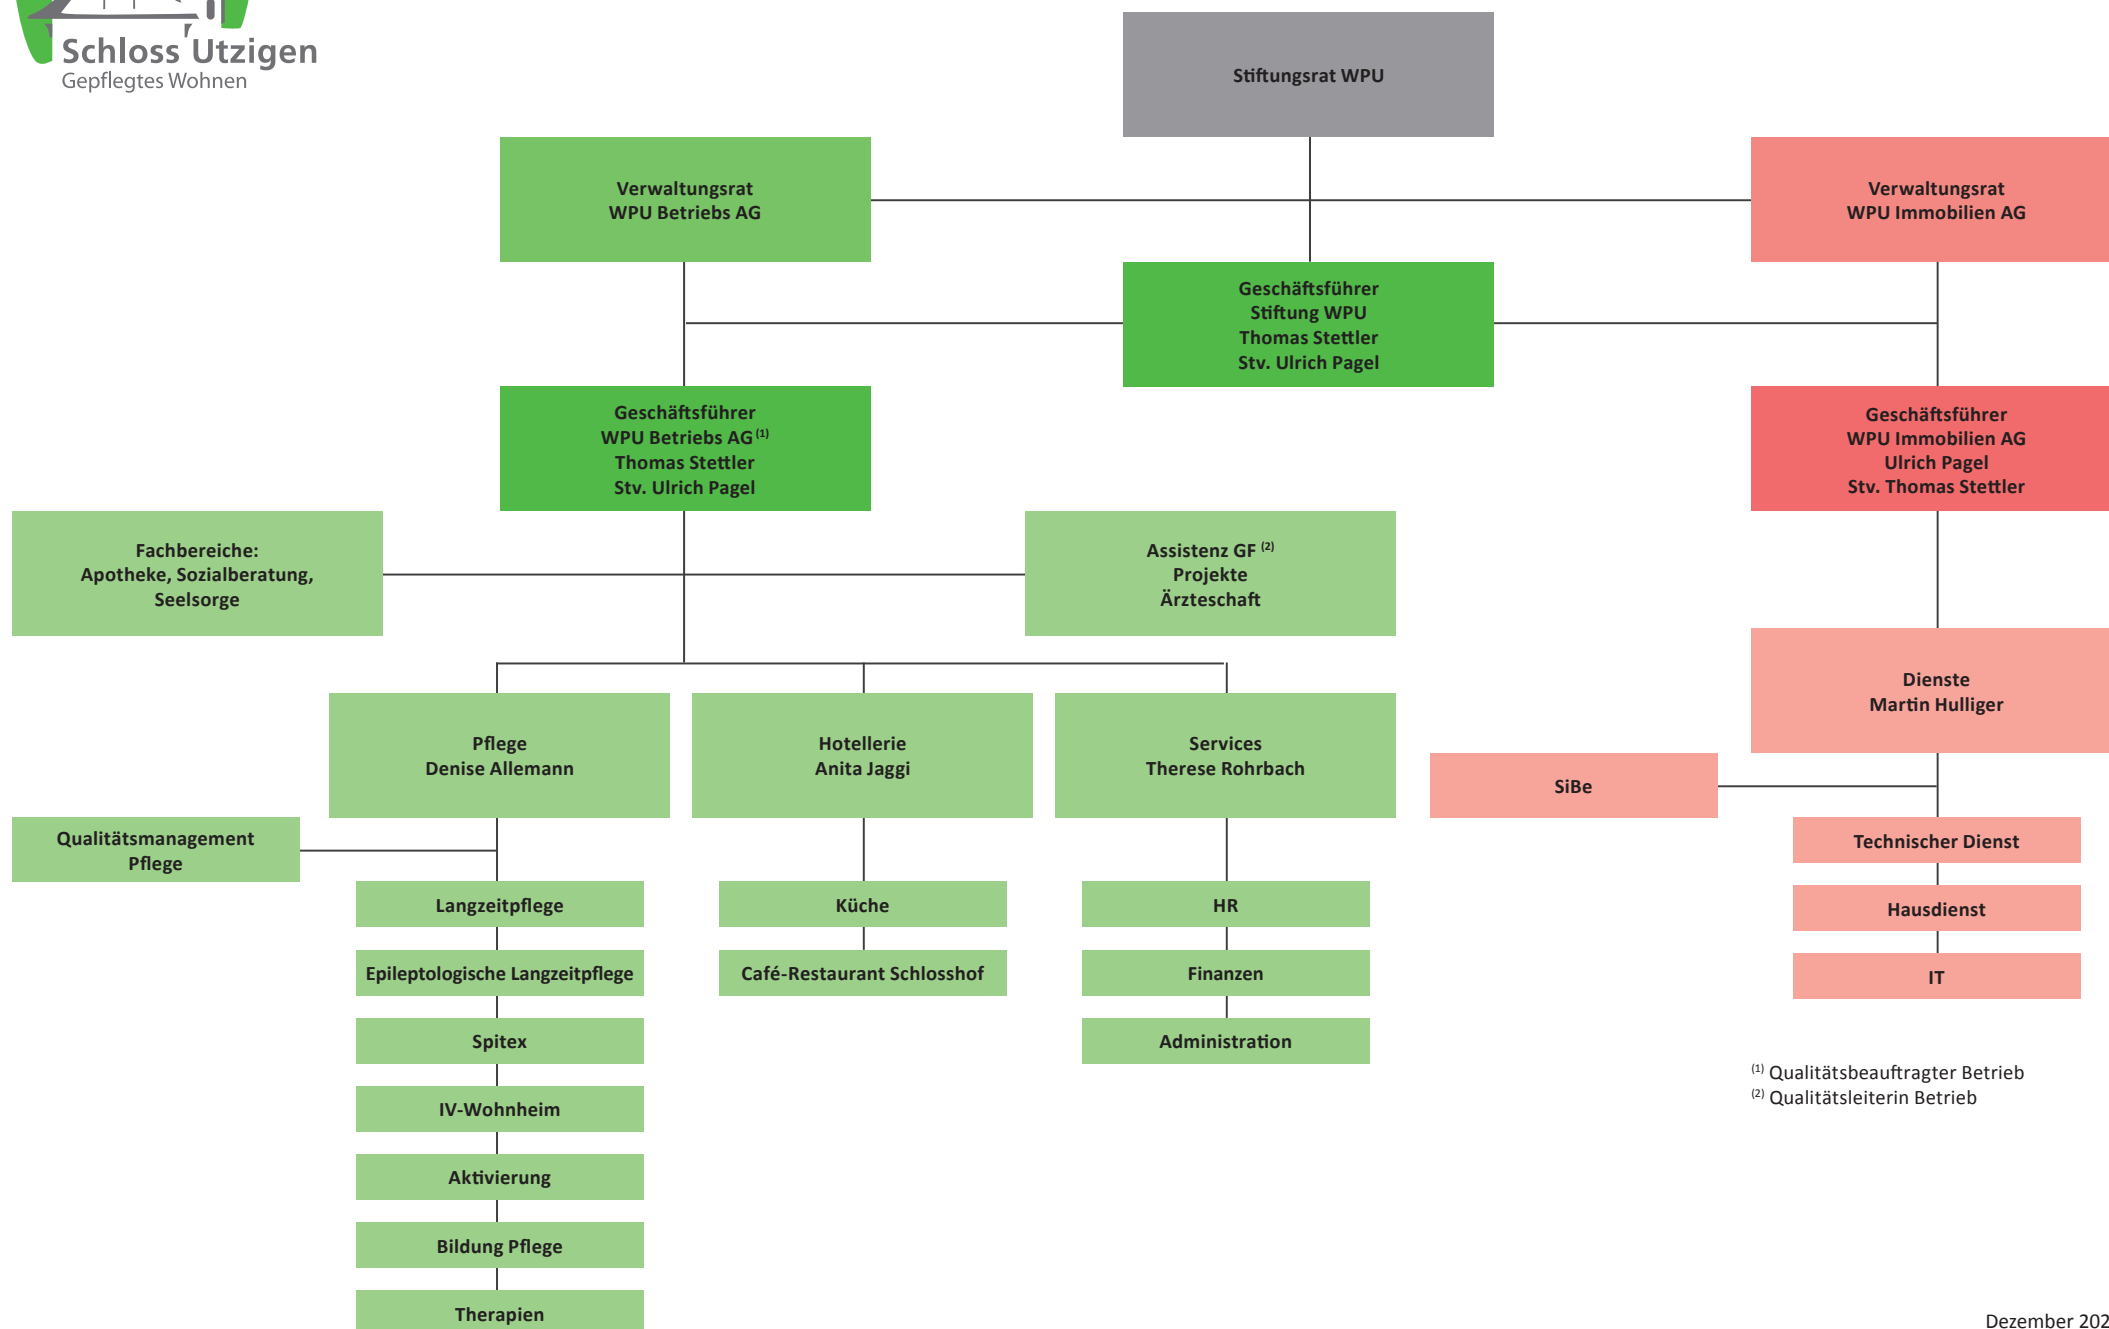 Schloss Utzigen
Gepflegtes Wohnen
Stiftungsrat WPU
Verwaltungsrat
WPU Betriebs AG
Verwaltungsrat
WPU Immobilien AG
Geschäftsführer
Stiftung WPU
Thomas Stettler
Stv. Ulrich Pagel
Geschäftsführer
WPU Betriebs AG (1)
Thomas Stettler
Stv. Ulrich Pagel
Geschäftsführer
WPU Immobilien AG
Ulrich Pagel
Stv. Thomas Stettler
Fachbereiche:
Apotheke, Sozialberatung,
Seelsorge
Assistenz GF (2)
Projekte
Ärzteschaft
Dienste
Martin Hulliger
Pflege
Denise Allemann
Hotellerie
Anita Jaggi
Services
Therese Rohrbach
SiBe
Qualitätsmanagement
Pflege
Technischer Dienst
Hausdienst
IT
Langzeitpflege
Epileptologische Langzeitpflege
Spitex
IV-Wohnheim
Aktivierung
Bildung Pflege
Therapien
Küche
Café-Restaurant Schlosshof
HR
Finanzen
Administration
(1) Qualitätsbeauftragter Betrieb
(2) Qualitätsleiterin Betrieb
Dezember 202